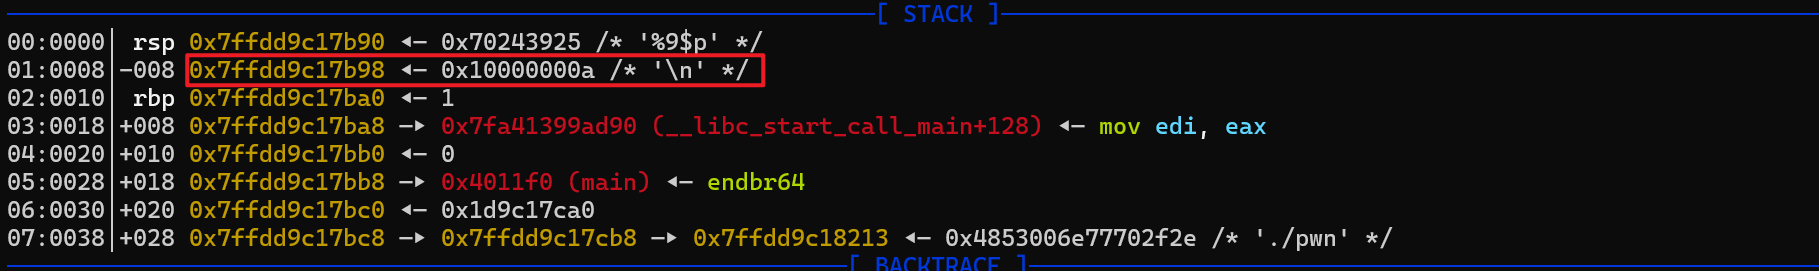 [ STACK ]
00:0000│ rsp 0x7ffdd9c17b90 ◂— 0x70243925 /* '%9$p' */
01:0008│-008 0x7ffdd9c17b98 ◂— 0x10000000a /* '\n' */
02:0010│ rbp 0x7ffdd9c17ba0 ◂— 1
03:0018│+008 0x7ffdd9c17ba8 —▸ 0x7fa41399ad90 (__libc_start_call_main+128) ◂— mov edi, eax
04:0020│+010 0x7ffdd9c17bb0 ◂— 0
05:0028│+018 0x7ffdd9c17bb8 —▸ 0x4011f0 (main) ◂— endbr64
06:0030│+020 0x7ffdd9c17bc0 ◂— 0x1d9c17ca0
07:0038│+028 0x7ffdd9c17bc8 —▸ 0x7ffdd9c17cb8 —▸ 0x7ffdd9c18213 ◂— 0x4853006e77702f2e /* './pwn' */
[ BACKTRACE ]